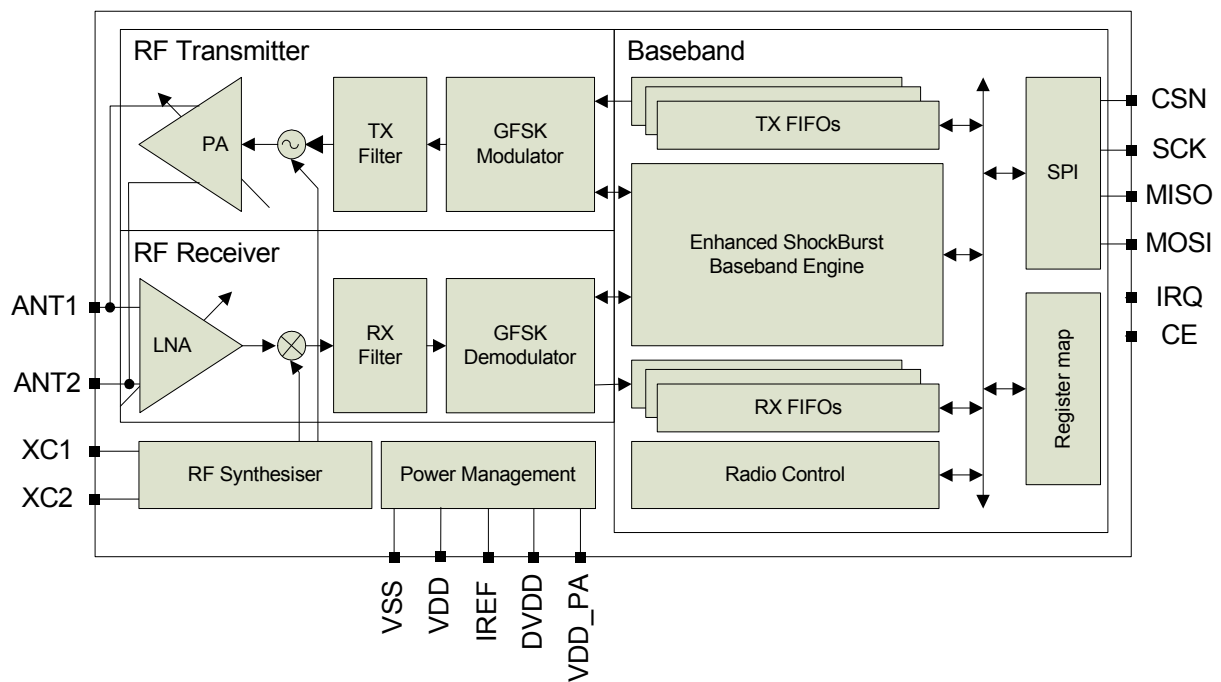 RF Transmitter
Baseband
PA
TX
Filter
GFSK
Modulator
TX FIFOs
SPI
CSN
SCK
MISO
MOSI
Enhanced ShockBurst
Baseband Engine
RF Receiver
ANT1
ANT2
LNA
RX
Filter
GFSK
Demodulator
RX FIFOs
Register map
IRQ
CE
XC1
XC2
RF Synthesiser
Power Management
Radio Control
VSS
VDD
IREF
DVDD
VDD_PA